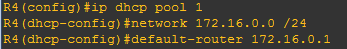 R4(config)#ip dhcp pool 1
R4(dhcp-config)#network 172.16.0.0 /24
R4(dhcp-config)#default-router 172.16.0.1